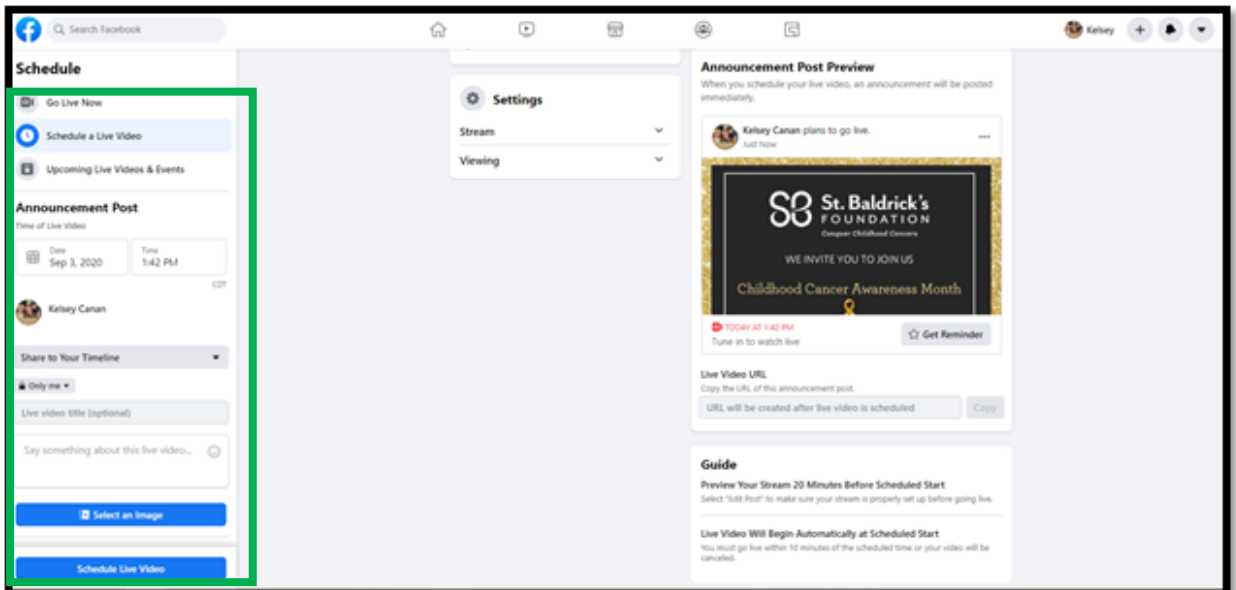 Search Facebook
Kelsey
Schedule
Go Live Now
Schedule a Live Video
Upcoming Live Videos & Events
Announcement Post
Time of Live Video
Date
Sep 3, 2020
Time
1:42 PM
CDT
Kelsey Canan
Share to Your Timeline
Only me
Live video title (optional)
Say something about this live video...
Select an Image
Schedule Live Video
Settings
Stream
Viewing
Announcement Post Preview
When you schedule your live video, an announcement will be posted
immediately.
Kelsey Canan plans to go live.
Just Now
...
SB St. Baldrick's
FOUNDATION
Conquer Childhood Cancers
WE INVITE YOU TO JOIN US
Childhood Cancer Awareness Month
TODAY AT 1:42 PM
Tune in to watch live
Get Reminder
Live Video URL
Copy the URL of this announcement post.
URL will be created after live video is scheduled
Copy
Guide
Preview Your Stream 20 Minutes Before Scheduled Start
Select "Edit Post" to make sure your stream is properly set up before going live.
Live Video Will Begin Automatically at Scheduled Start
You must go live within 10 minutes of the scheduled time or your video will be
canceled.